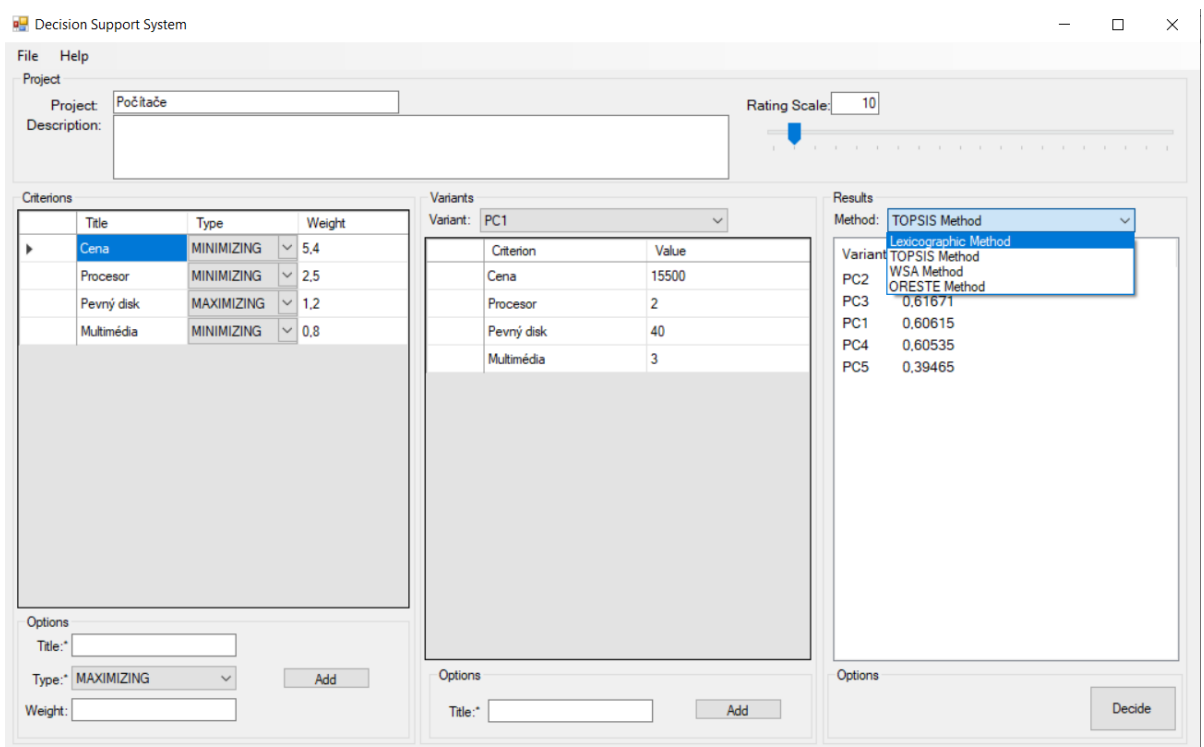 Decision Support System
File Help
Project
Project: Počítače
Rating Scale: 10
Description:
Criterions
Title Type Weight
Cena MINIMIZING 5,4
Procesor MINIMIZING 2,5
Pevný disk MAXIMIZING 1,2
Multimédia MINIMIZING 0,8
Options
Title:*
Type:* MAXIMIZING
Add
Weight:
Variants
Variant: PC1
Criterion Value
Cena 15500
Procesor 2
Pevný disk 40
Multimédia 3
Options
Title:*
Add
Results
Method: TOPSIS Method
Lexicographic Method
TOPSIS Method
WSA Method
ORESTE Method
Variant
PC2
PC3 0,61671
PC1 0,60615
PC4 0,60535
PC5 0,39465
Options
Decide